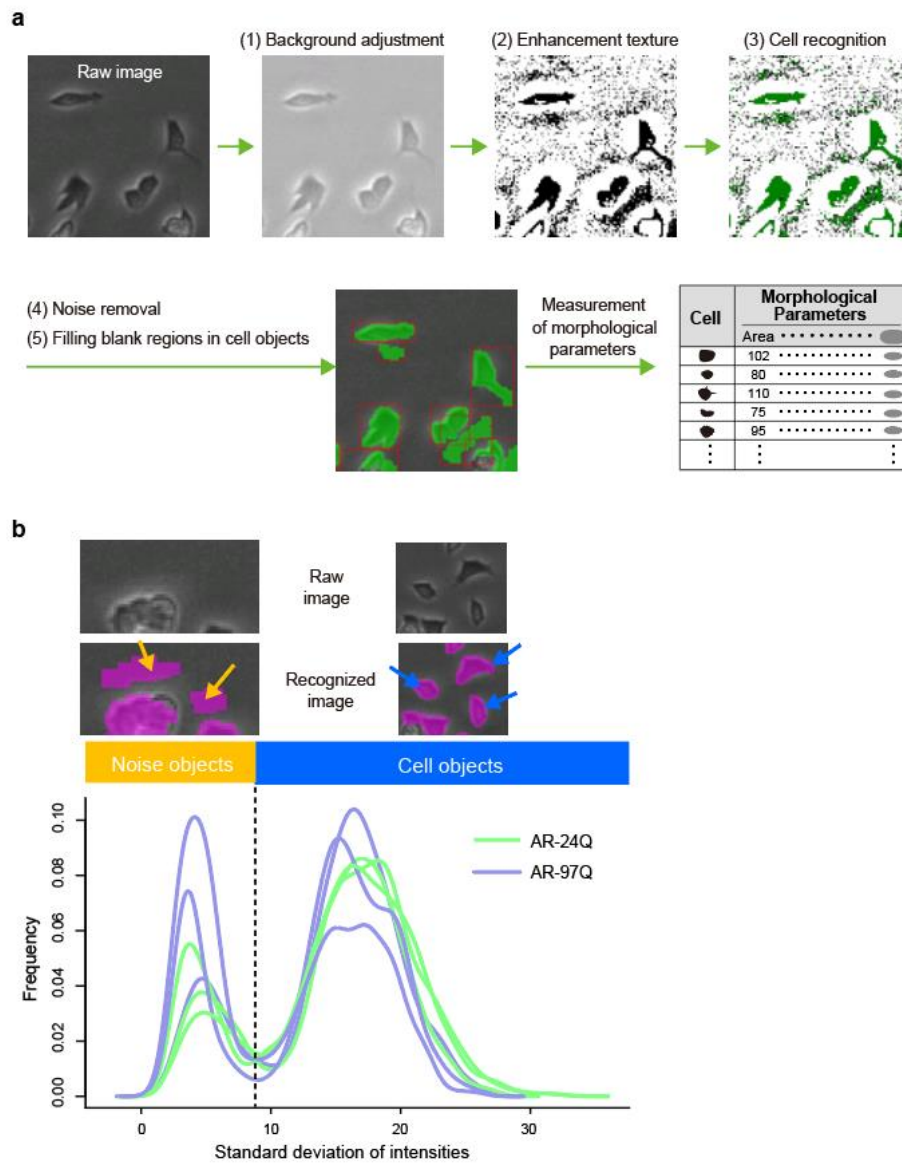 a
(1) Background adjustment
(2) Enhancement texture
(3) Cell recognition
Raw image
(4) Noise removal
(5) Filling blank regions in cell objects
Measurement
of morphological
parameters
Cell
Morphological
Parameters
Area
102
80
110
75
95
b
Raw
image
Recognized
image
Noise objects
Cell objects
AR-24Q
AR-97Q
Frequency
0.10
0.08
0.06
0.04
0.02
0.00
0
10
20
30
Standard deviation of intensities